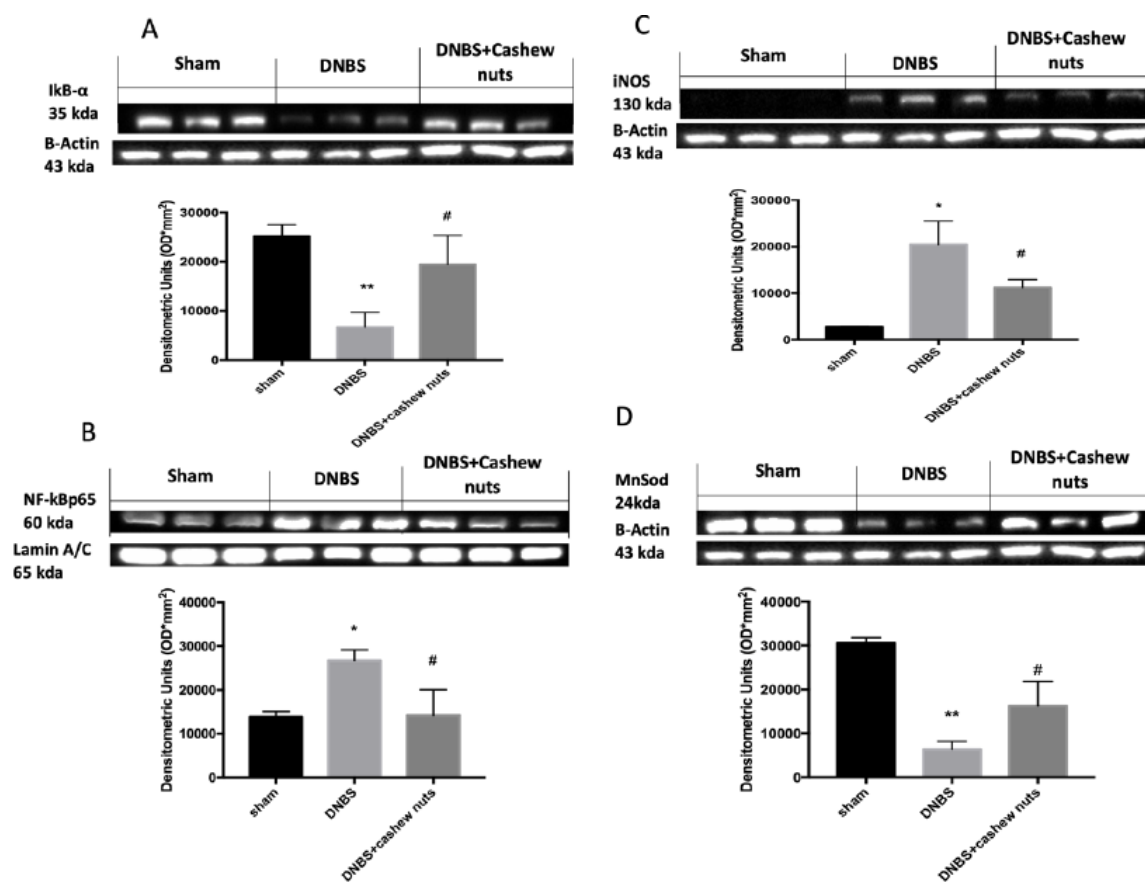 A
Sham
DNBS
DNBS+Cashew
nuts
IkB-α
35 kda
B-Actin
43 kda
Densitometric Units (OD*mm²)
30000
20000
10000
0
**
#
sham
DNBS
DNBS+cashew nuts
B
Sham
DNBS
DNBS+Cashew
nuts
NF-kBp65
60 kda
Lamin A/C
65 kda
Densitometric Units (OD*mm²)
40000
30000
20000
10000
0
*
#
sham
DNBS
DNBS+cashew nuts
C
Sham
DNBS
DNBS+Cashew
nuts
iNOS
130 kda
B-Actin
43 kda
Densitometric Units (OD*mm²)
30000
20000
10000
0
*
#
sham
DNBS
DNBS+cashew nuts
D
Sham
DNBS
DNBS+Cashew
nuts
MnSod
24kda
B-Actin
43 kda
Densitometric Units (OD*mm²)
40000
30000
20000
10000
0
**
#
sham
DNBS
DNBS+cashew nuts